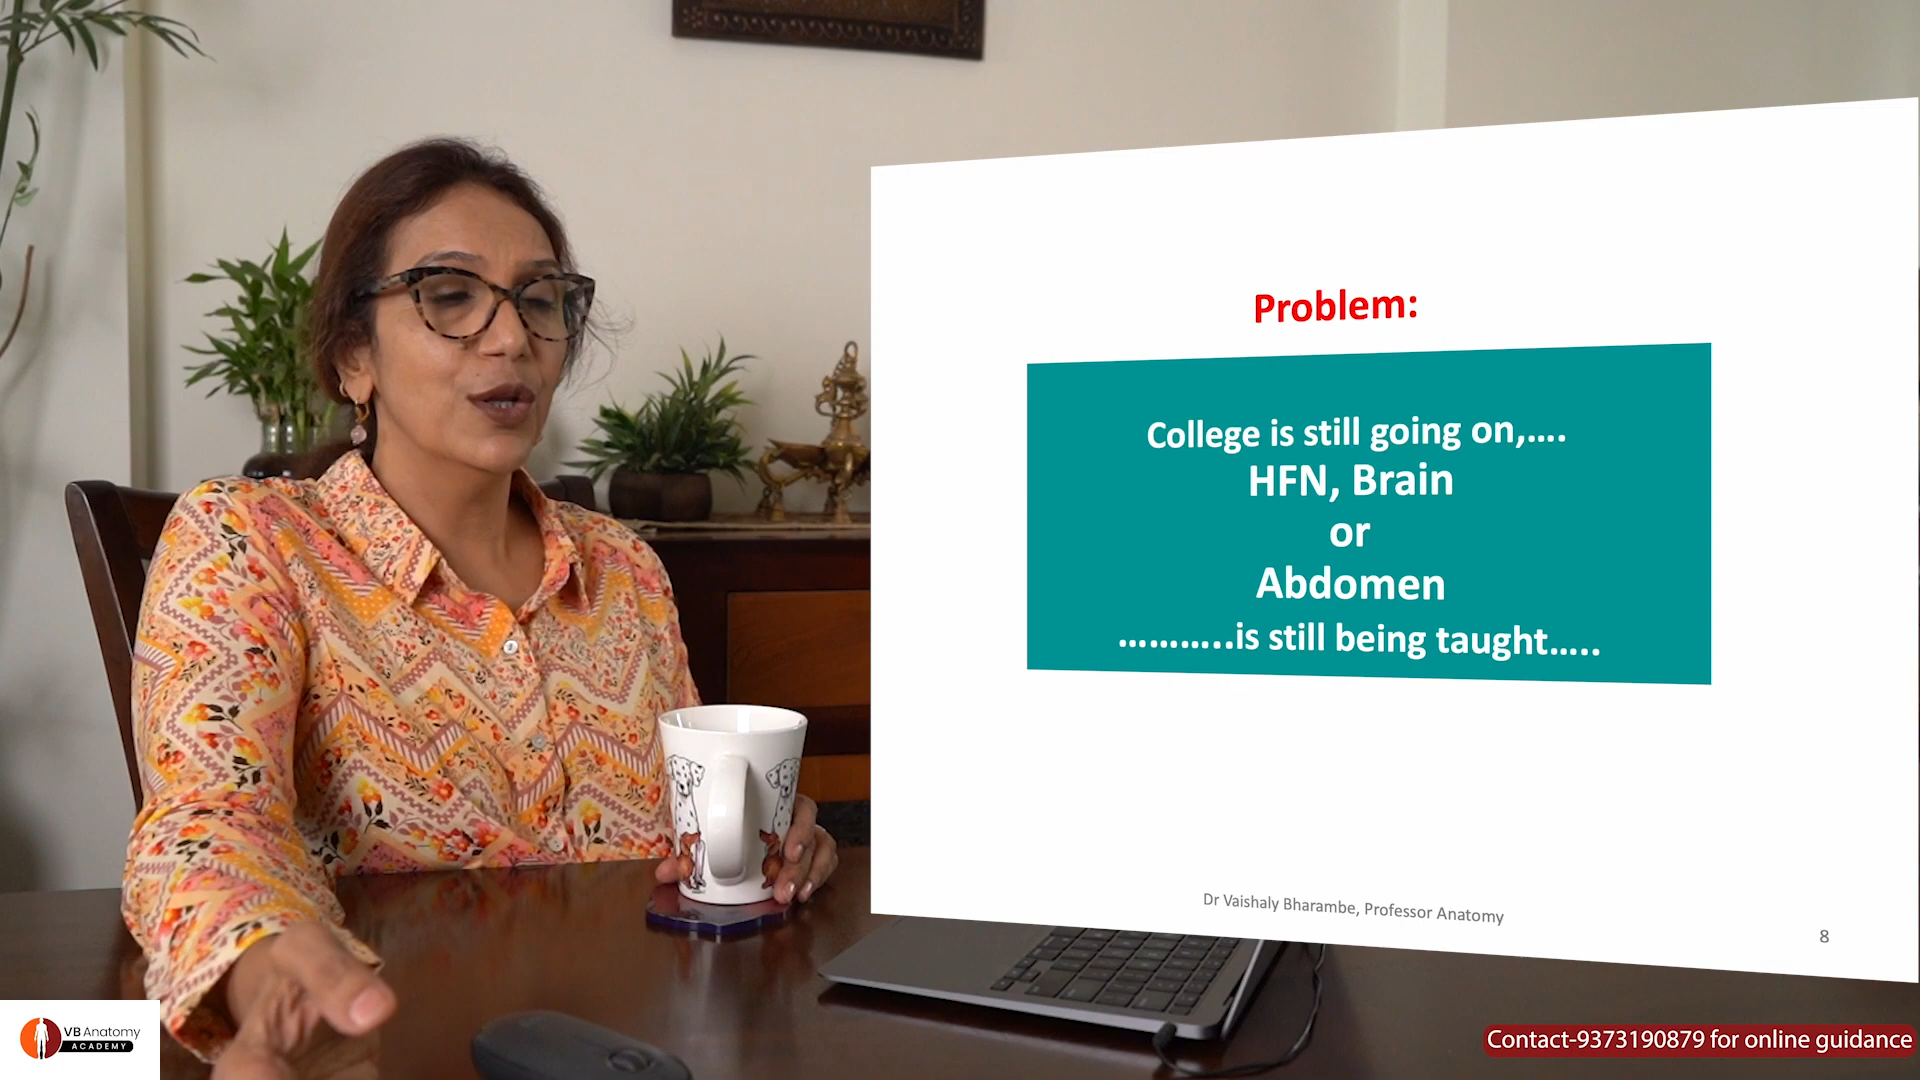 Problem:
College is still going on,....
HFN, Brain
or
Abdomen
...........is still being taught.....
Dr Vaishaly Bharambe, Professor Anatomy
8
VB Anatomy
ACADEMY
Contact-9373190879 for online guidance